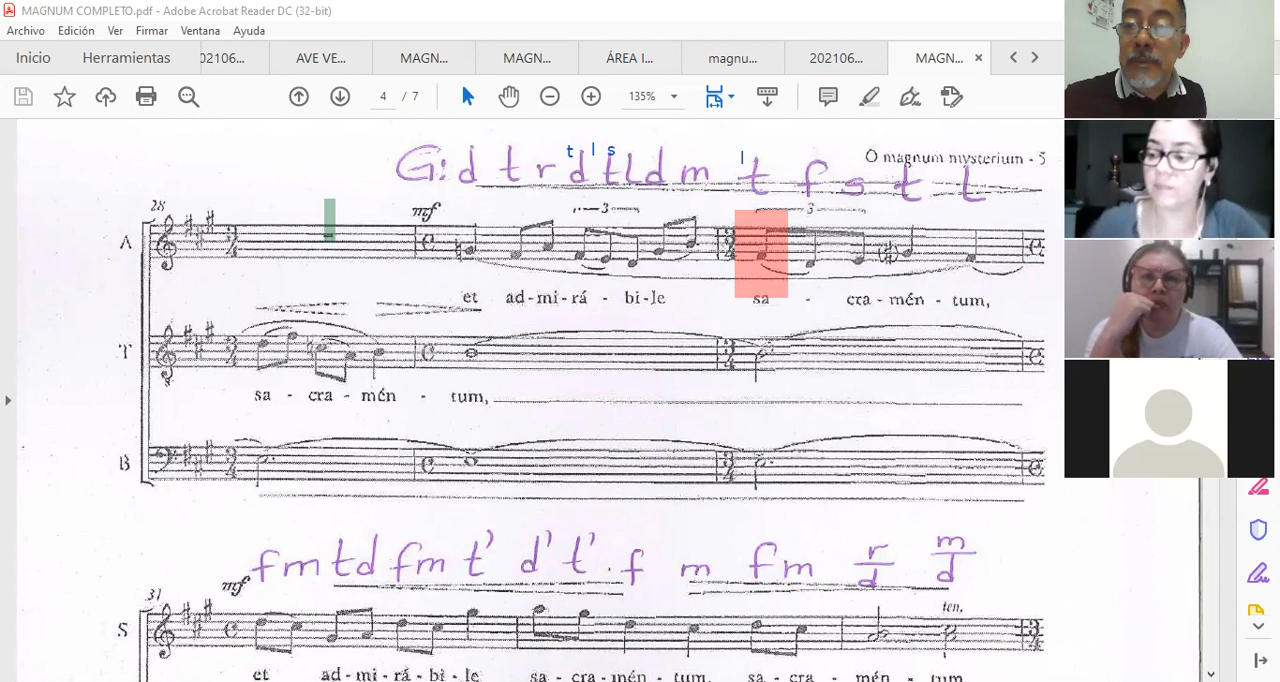 MAGNUM COMPLETO.pdf - Adobe Acrobat Reader DC (32-bit)
Archivo Edición Ver Firmar Ventana Ayuda
Inicio Herramientas 02106... AVE VE... MAGN... MAGN... ÁREA I... magnu... 202106... MAGN... ×
4 / 7 135%
t l s l
G: d t r d t l d m t f s t l
O magnum mysterium - 5
28 mf 3 3
A
et ad-mi-rá - bi-le sa - cra - mén - tum,
T
8
sa - cra - mén - tum,
B
f m t d f m t' d' t' . f m f m r/d m/d
31 mf ten.
S
et ad-mi-rá-bi-le sa-cra-mén-tum, sa-cra-mén-tum